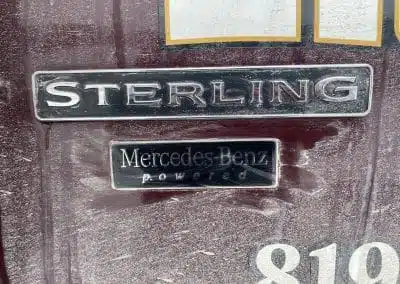 STERLING
Mercedes-Benz
powered
819